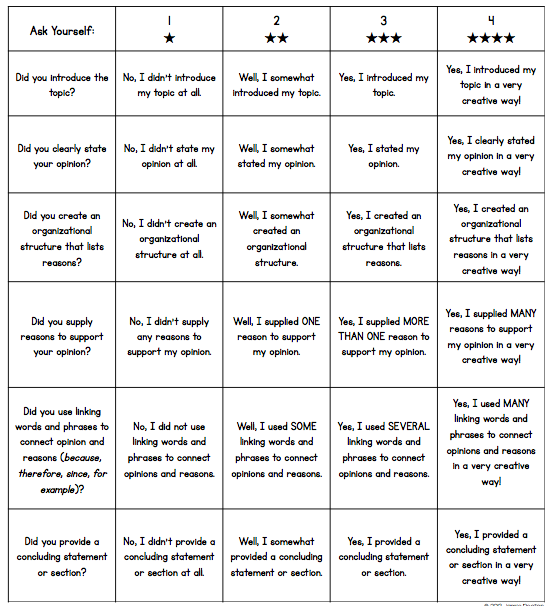 Ask Yourself:
1
★
2
★★
3
★★★
4
★★★★
Did you introduce the
topic?
No, I didn't introduce
my topic at all.
Well, I somewhat
introduced my topic.
Yes, I introduced my
topic.
Yes, I introduced my
topic in a very
creative way!
Did you clearly state
your opinion?
No, I didn't state my
opinion at all.
Well, I somewhat
stated my opinion.
Yes, I stated my
opinion.
Yes, I clearly stated
my opinion in a very
creative way!
Did you create an
organizational
structure that lists
reasons?
No, I didn't create an
organizational
structure at all.
Well, I somewhat
created an
organizational
structure.
Yes, I created an
organizational
structure that lists
reasons.
Yes, I created an
organizational
structure that lists
reasons in a very
creative way!
Did you supply
reasons to support
your opinion?
No, I didn't supply
any reasons to
support my opinion.
Well, I supplied ONE
reason to support
my opinion.
Yes, I supplied MORE
THAN ONE reason to
support my opinion.
Yes, I supplied MANY
reasons to support
my opinion in a very
creative way!
Did you use linking
words and phrases to
connect opinion and
reasons (because,
therefore, since, for
example)?
No, I did not use
linking words and
phrases to connect
opinions and reasons.
Well, I used SOME
linking words and
phrases to connect
opinions and reasons.
Yes, I used SEVERAL
linking words and
phrases to connect
opinions and reasons.
Yes, I used MANY
linking words and
phrases to connect
opinions and reasons
in a very creative
way!
Did you provide a
concluding statement
or section?
No, I didn't provide a
concluding statement
or section at all.
Well, I somewhat
provided a concluding
statement or section.
Yes, I provided a
concluding statement
or section.
Yes, I provided a
concluding statement
or section in a very
creative way!